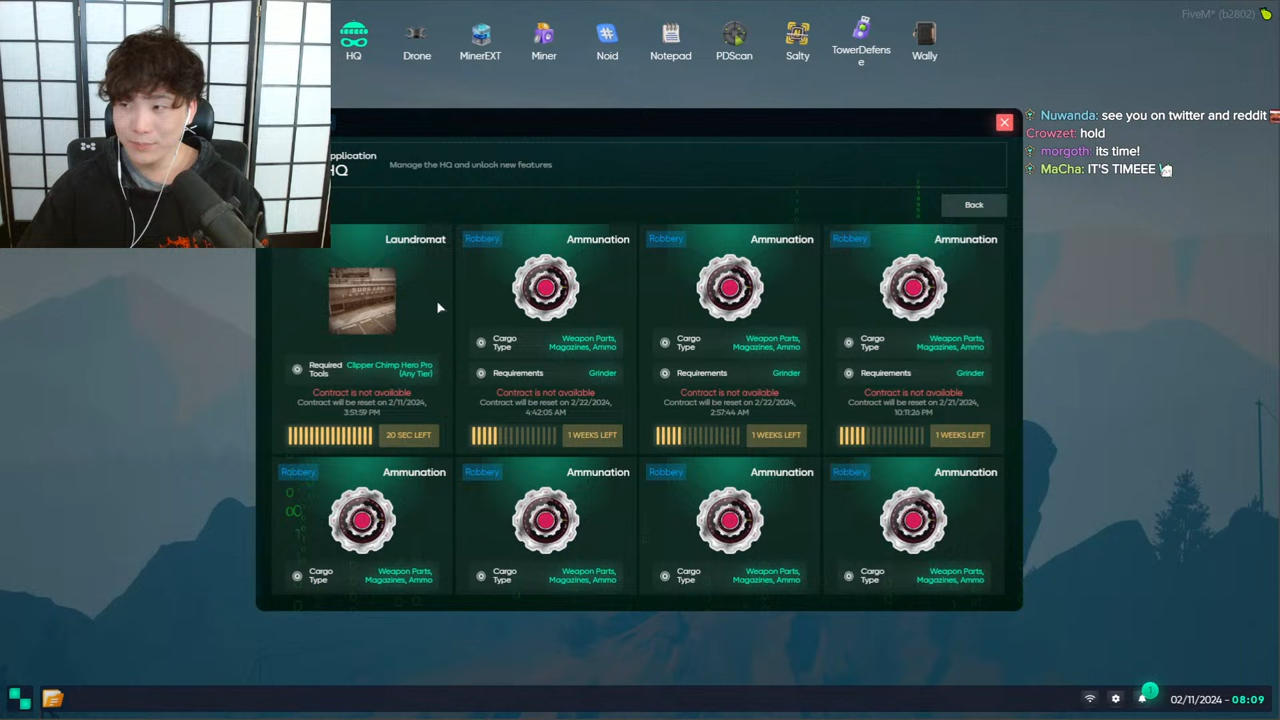 FiveM* (b2802)
HQ
Drone
MinerEXT
Miner
Noid
Notepad
PDScan
Salty
TowerDefens
e
Wally
Nuwanda: see you on twitter and reddit
Crowzet: hold
morgoth: its time!
MaCha: IT'S TIMEEE
pplication
HQ
Manage the HQ and unlock new features
Back
Laundromat
Required
Tools
Clipper Chimp Hero Pro
(Any Tier)
Contract is not available
Contract will be reset on 2/11/2024,
3:51:59 PM
20 SEC LEFT
Robbery
Ammunation
Cargo
Type
Weapon Parts,
Magazines, Ammo
Requirements
Grinder
Contract is not available
Contract will be reset on 2/22/2024,
4:42:05 AM
1 WEEKS LEFT
Robbery
Ammunation
Cargo
Type
Weapon Parts,
Magazines, Ammo
Requirements
Grinder
Contract is not available
Contract will be reset on 2/22/2024,
2:57:44 AM
1 WEEKS LEFT
Robbery
Ammunation
Cargo
Type
Weapon Parts,
Magazines, Ammo
Requirements
Grinder
Contract is not available
Contract will be reset on 2/21/2024,
10:11:26 PM
1 WEEKS LEFT
Robbery
Ammunation
Cargo
Type
Weapon Parts,
Magazines, Ammo
Robbery
Ammunation
Cargo
Type
Weapon Parts,
Magazines, Ammo
Robbery
Ammunation
Cargo
Type
Weapon Parts,
Magazines, Ammo
Robbery
Ammunation
Cargo
Type
Weapon Parts,
Magazines, Ammo
1
02/11/2024 - 08:09